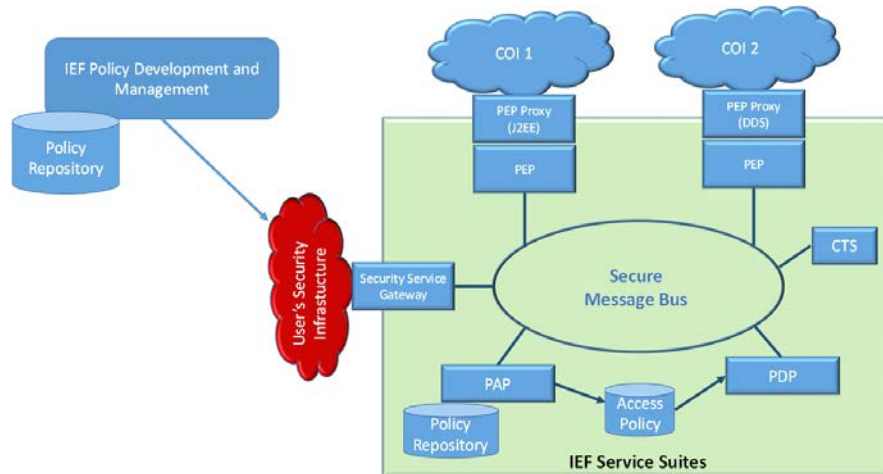 IEF Policy Development and
Management
Policy
Repository
COI 1
COI 2
PEP Proxy
(J2EE)
PEP Proxy
(DDS)
PEP
PEP
CTS
User's Security
Infrastucture
Security Service
Gateway
Secure
Message Bus
PAP
Policy
Repository
Access
Policy
PDP
IEF Service Suites